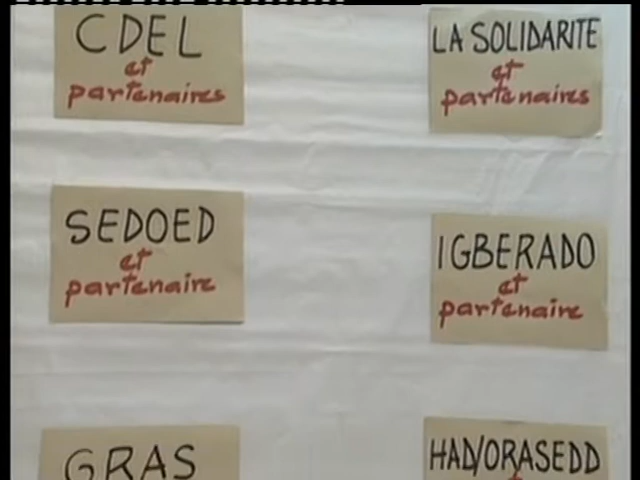 CDEL
et
partenaires
LA SOLIDARITE
et
partenaires
SEDOED
et
partenaire
IGBERADO
et
partenaire
GRAS
HAD/ORASEDD